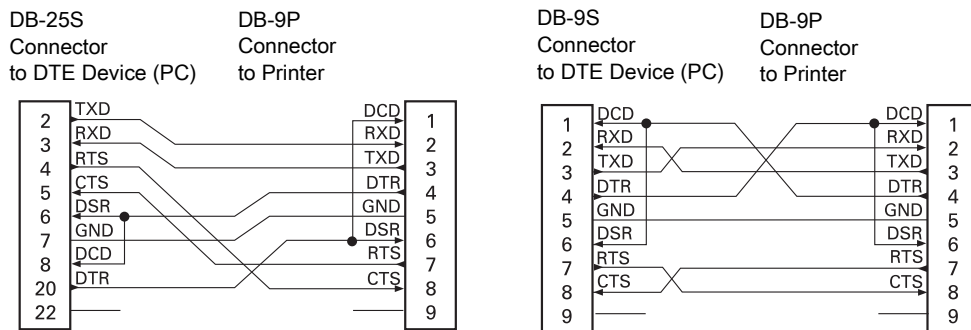 DB-25S
Connector
to DTE Device (PC)
DB-9P
Connector
to Printer
2 TXD DCD 1
3 RXD RXD 2
4 RTS TXD 3
5 CTS DTR 4
6 DSR GND 5
7 GND DSR 6
8 DCD RTS 7
20 DTR CTS 8
22 9
DB-9S
Connector
to DTE Device (PC)
DB-9P
Connector
to Printer
1 DCD DCD 1
2 RXD RXD 2
3 TXD TXD 3
4 DTR DTR 4
5 GND GND 5
6 DSR DSR 6
7 RTS RTS 7
8 CTS CTS 8
9 9